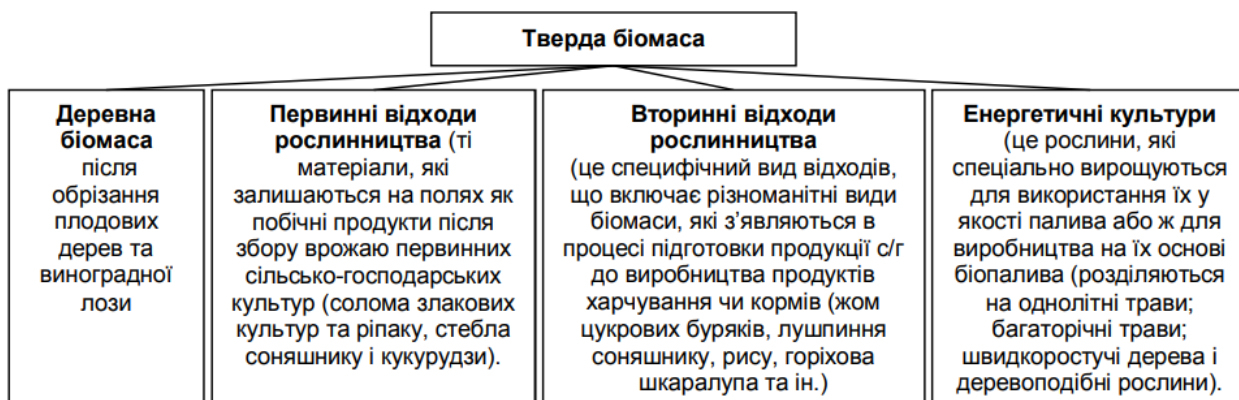 Тверда біомаса
Деревна
біомаса
після
обрізання
плодових
дерев та
виноградної
лози
Первинні відходи
рослинництва (ті
матеріали, які
залишаються на полях як
побічні продукти після
збору врожаю первинних
сільсько-господарських
культур (солома злакових
культур та ріпаку, стебла
соняшнику і кукурудзи).
Вторинні відходи
рослинництва
(це специфічний вид відходів,
що включає різноманітні види
біомаси, які з’являються в
процесі підготовки продукції с/г
до виробництва продуктів
харчування чи кормів (жом
цукрових буряків, лушпиння
соняшнику, рису, горіхова
шкаралупа та ін.)
Енергетичні культури
(це рослини, які
спеціально вирощуються
для використання їх у
якості палива або ж для
виробництва на їх основі
біопалива (розділяються
на однолітні трави;
багаторічні трави;
швидкоростучі дерева і
деревоподібні рослини).